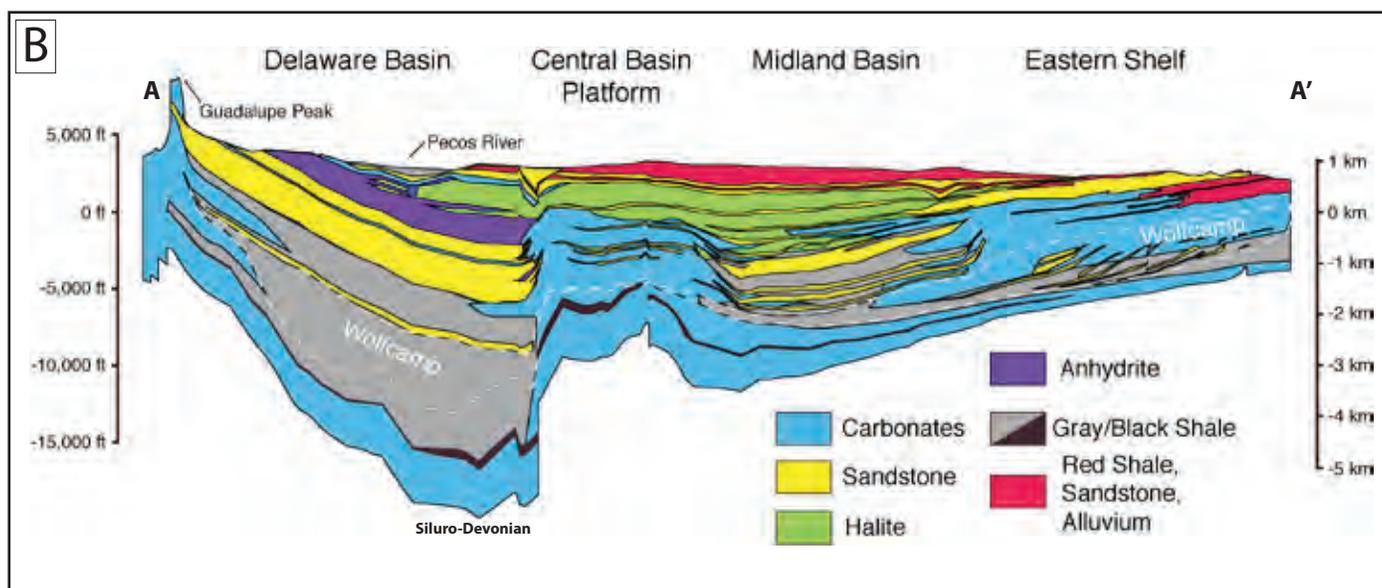 B
Delaware Basin
Central Basin
Platform
Midland Basin
Eastern Shelf
A
A'
Guadalupe Peak
Pecos River
5,000 ft
0 ft
-5,000 ft
-10,000 ft
-15,000 ft
1 km
0 km
-1 km
-2 km
-3 km
-4 km
-5 km
Wolfcamp
Wolfcamp
Siluro-Devonian
Carbonates
Sandstone
Halite
Anhydrite
Gray/Black Shale
Red Shale,
Sandstone,
Alluvium